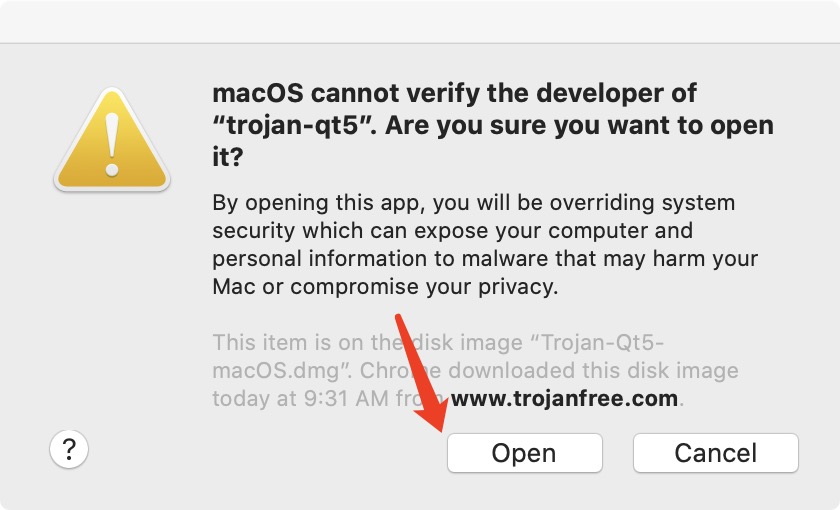 macOS cannot verify the developer of
“trojan-qt5”. Are you sure you want to open
it?
By opening this app, you will be overriding system
security which can expose your computer and
personal information to malware that may harm your
Mac or compromise your privacy.
This item is on the disk image “Trojan-Qt5-
macOS.dmg”. Chrome downloaded this disk image
today at 9:31 AM from www.trojanfree.com.
?
Open
Cancel